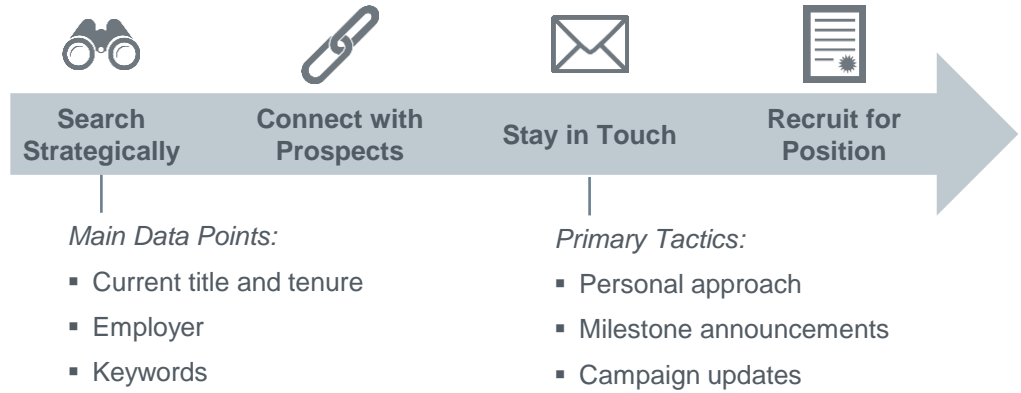 Search
Strategically
Connect with
Prospects
Stay in Touch
Recruit for
Position
Main Data Points:
▪ Current title and tenure
▪ Employer
▪ Keywords
Primary Tactics:
▪ Personal approach
▪ Milestone announcements
▪ Campaign updates